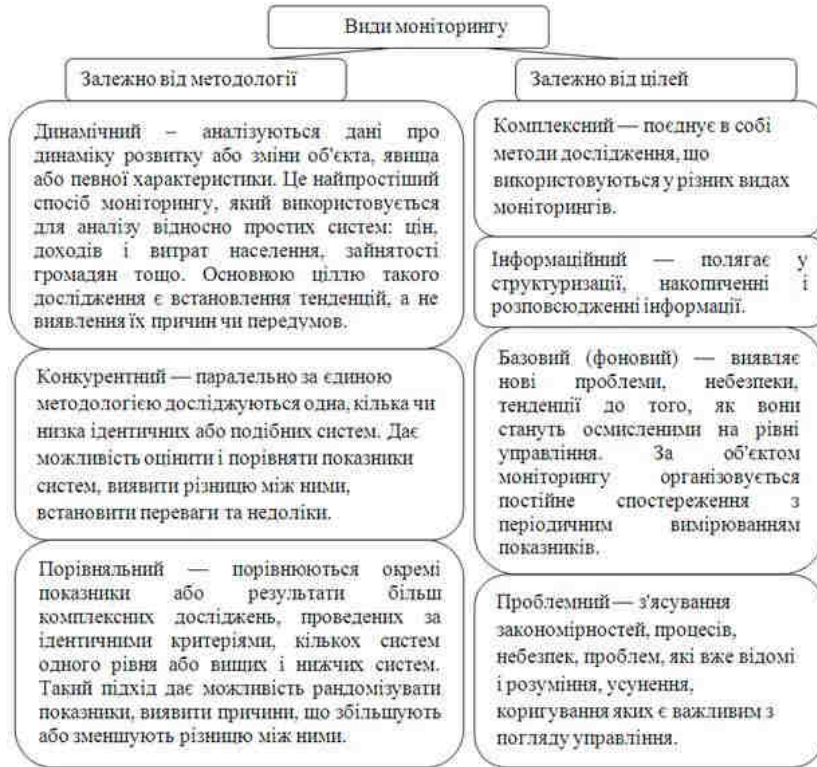 Види моніторингу
Залежно від методології
Динамічний – аналізуються дані про
динаміку розвитку або зміни об'єкта, явища
або певної характеристики. Це найпростіший
спосіб моніторингу, який використовується
для аналізу відносно простих систем: цін,
доходів і витрат населення, зайнятості
громадян тощо. Основною ціллю такого
дослідження є встановлення тенденцій, а не
виявлення їх причин чи передумов.
Конкурентний — паралельно за єдиною
методологією досліджуються одна, кілька чи
низка ідентичних або подібних систем. Дає
можливість оцінити і порівняти показники
систем, виявити різницю між ними,
встановити переваги та недоліки.
Порівняльний — порівнюються окремі
показники або результати більш
комплексних досліджень, проведених за
ідентичними критеріями, кількох систем
одного рівня або вищих і нижчих систем.
Такий підхід дає можливість рандомізувати
показники, виявити причини, що збільшують
або зменшують різницю між ними.
Залежно від цілей
Комплексний — поєднує в собі
методи дослідження, що
використовуються у різних видах
моніторингів.
Інформаційний — полягає у
структуризації, накопиченні і
розповсюдженні інформації.
Базовий (фоновий) — виявляє
нові проблеми, небезпеки,
тенденції до того, як вони
стануть осмисленими на рівні
управління. За об'єктом
моніторингу організовується
постійне спостереження з
періодичним вимірюванням
показників.
Проблемний — з'ясування
закономірностей, процесів,
небезпек, проблем, які вже відомі
і розуміння, усунення,
коригування яких є важливим з
погляду управління.